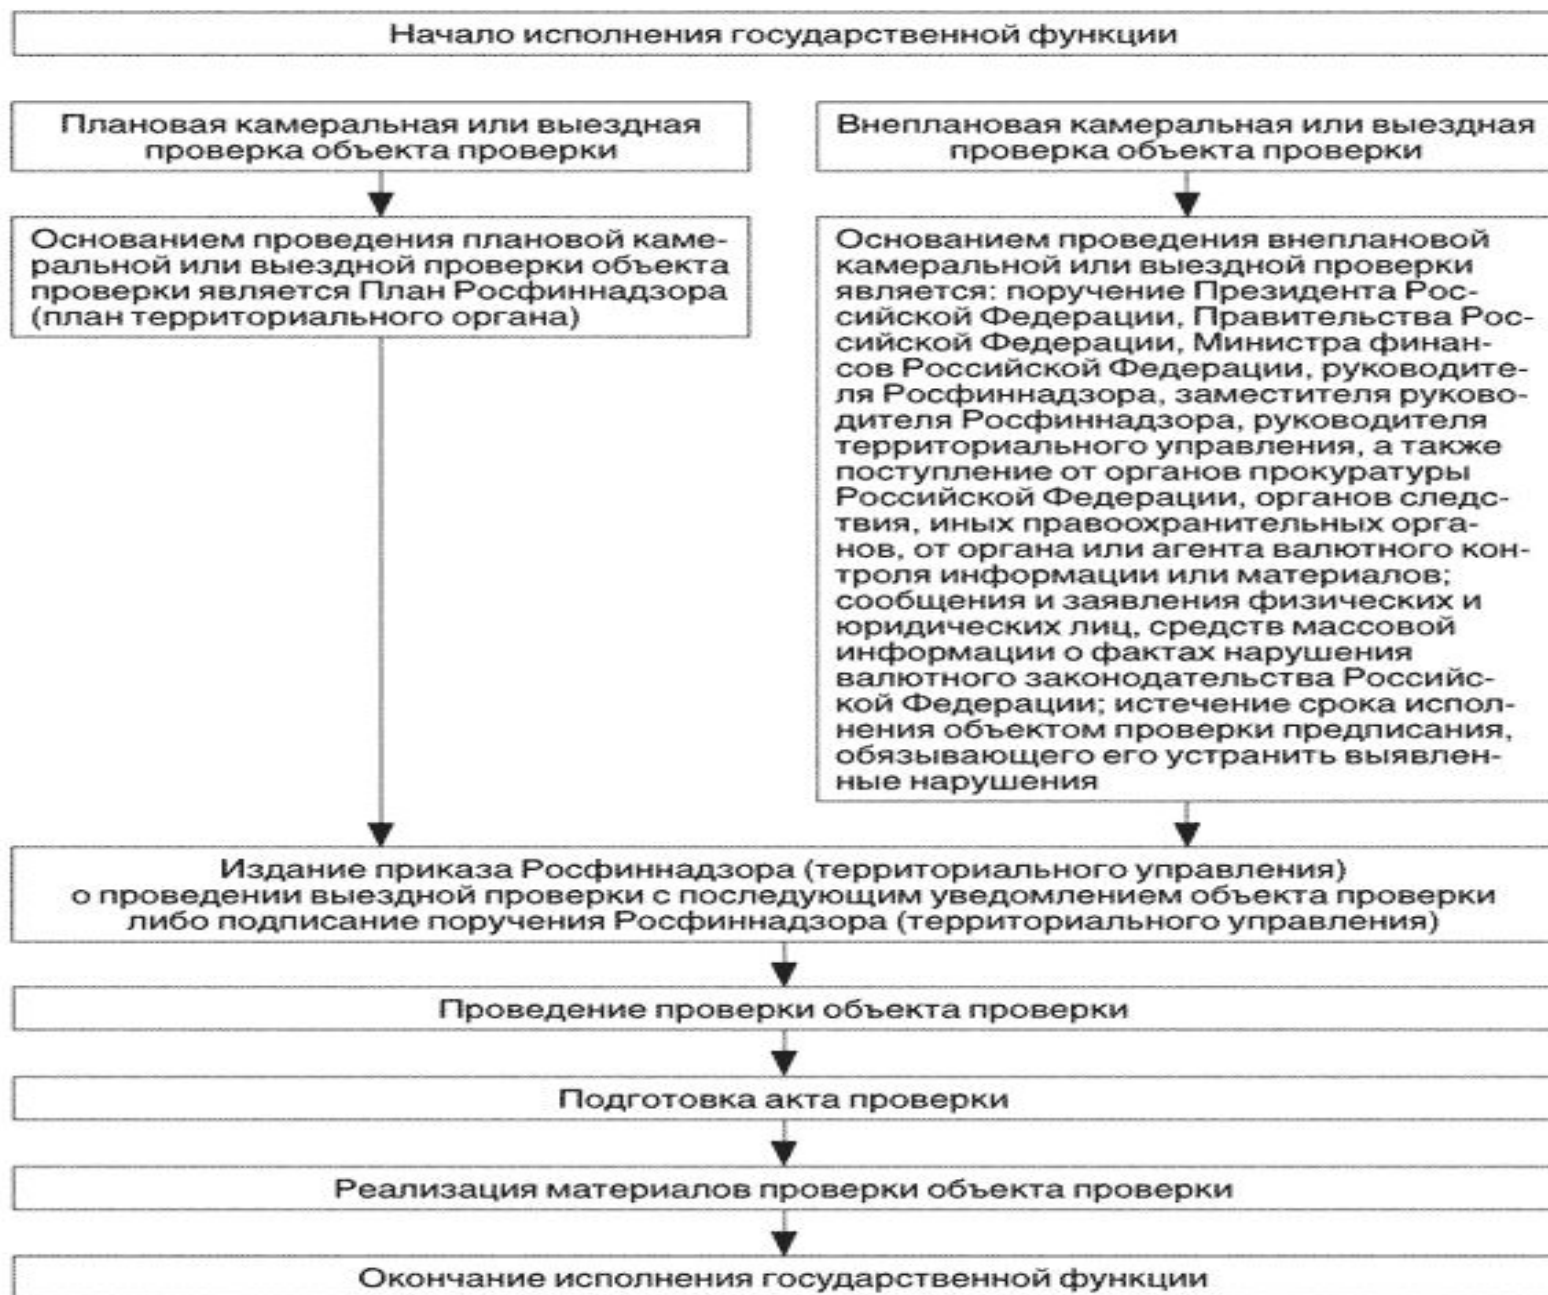 Начало исполнения государственной функции
Плановая камеральная или выездная
проверка объекта проверки
Внеплановая камеральная или выездная
проверка объекта проверки
Основанием проведения плановой каме-
ральной или выездной проверки объекта
проверки является План Росфиннадзора
(план территориального органа)
Основанием проведения внеплановой
камеральной или выездной проверки
является: поручение Президента Рос-
сийской Федерации, Правительства Рос-
сийской Федерации, Министра финан-
сов Российской Федерации, руководите-
ля Росфиннадзора, заместителя руково-
дителя Росфиннадзора, руководителя
территориального управления, а также
поступление от органов прокуратуры
Российской Федерации, органов следс-
твия, иных правоохранительных орга-
нов, от органа или агента валютного кон-
троля информации или материалов;
сообщения и заявления физических и
юридических лиц, средств массовой
информации о фактах нарушения
валютного законодательства Российс-
кой Федерации; истечение срока испол-
нения объектом проверки предписания,
обязывающего его устранить выявлен-
ные нарушения
Издание приказа Росфиннадзора (территориального управления)
о проведении выездной проверки с последующим уведомлением объекта проверки
либо подписание поручения Росфиннадзора (территориального управления)
Проведение проверки объекта проверки
Подготовка акта проверки
Реализация материалов проверки объекта проверки
Окончание исполнения государственной функции